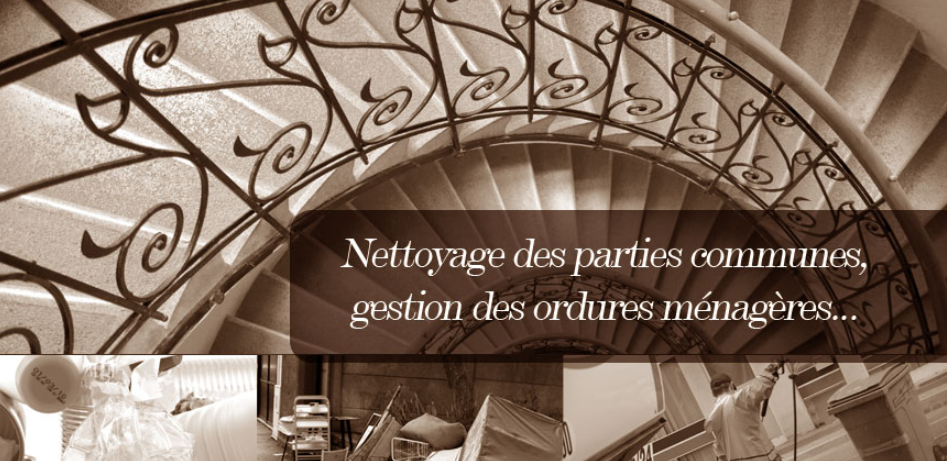 Nettoyage des parties communes,
gestion des ordures ménagères...